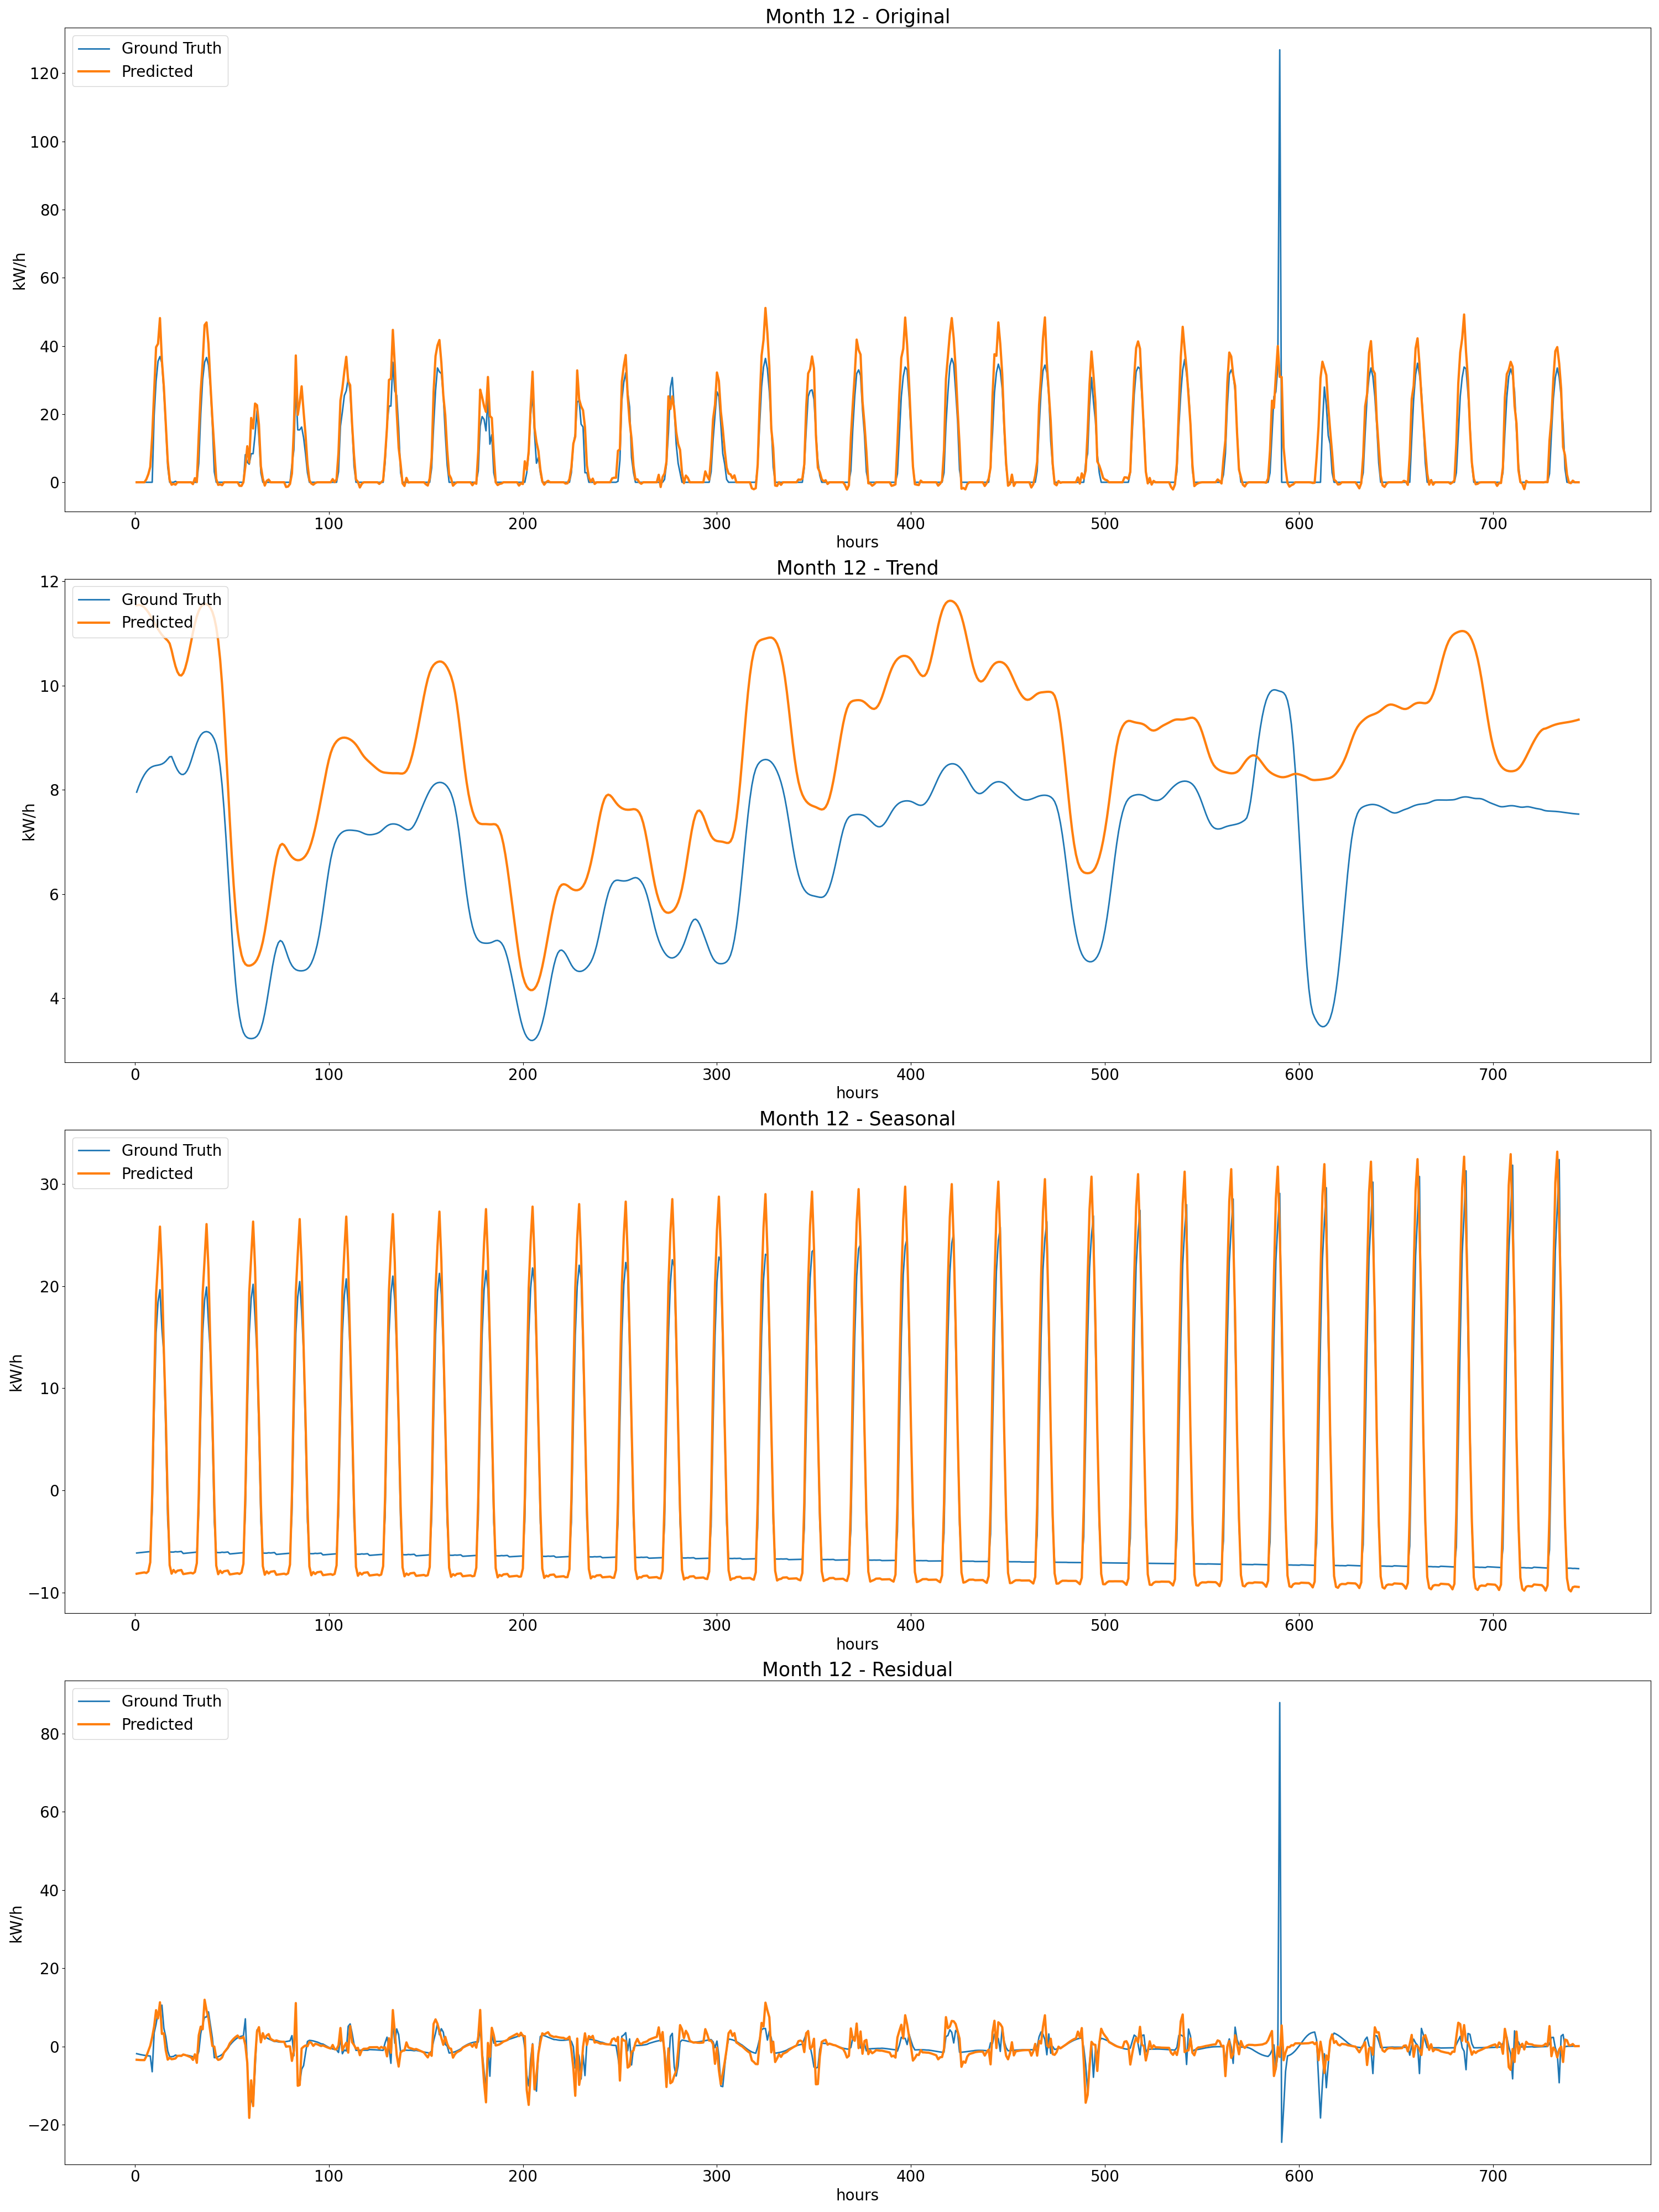 Month 12 - Original
Ground Truth
Predicted
120
100
80
60
40
20
0
kW/h
0 100 200 300 400 500 600 700
hours
Month 12 - Trend
Ground Truth
Predicted
12
10
8
6
4
kW/h
0 100 200 300 400 500 600 700
hours
Month 12 - Seasonal
Ground Truth
Predicted
30
20
10
0
−10
kW/h
0 100 200 300 400 500 600 700
hours
Month 12 - Residual
Ground Truth
Predicted
80
60
40
20
0
−20
kW/h
0 100 200 300 400 500 600 700
hours